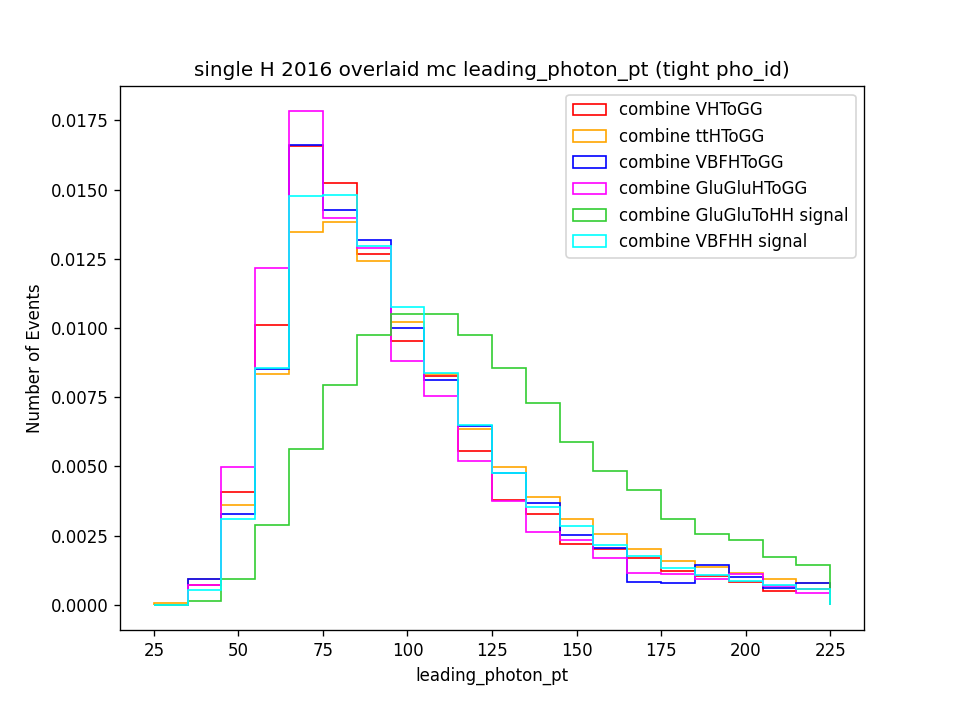 single H 2016 overlaid mc leading_photon_pt (tight pho_id)
combine VHToGG
combine ttHToGG
combine VBFHToGG
combine GluGluHToGG
combine GluGluToHH signal
combine VBFHH signal
Number of Events
0.0175
0.0150
0.0125
0.0100
0.0075
0.0050
0.0025
0.0000
25 50 75 100 125 150 175 200 225
leading_photon_pt